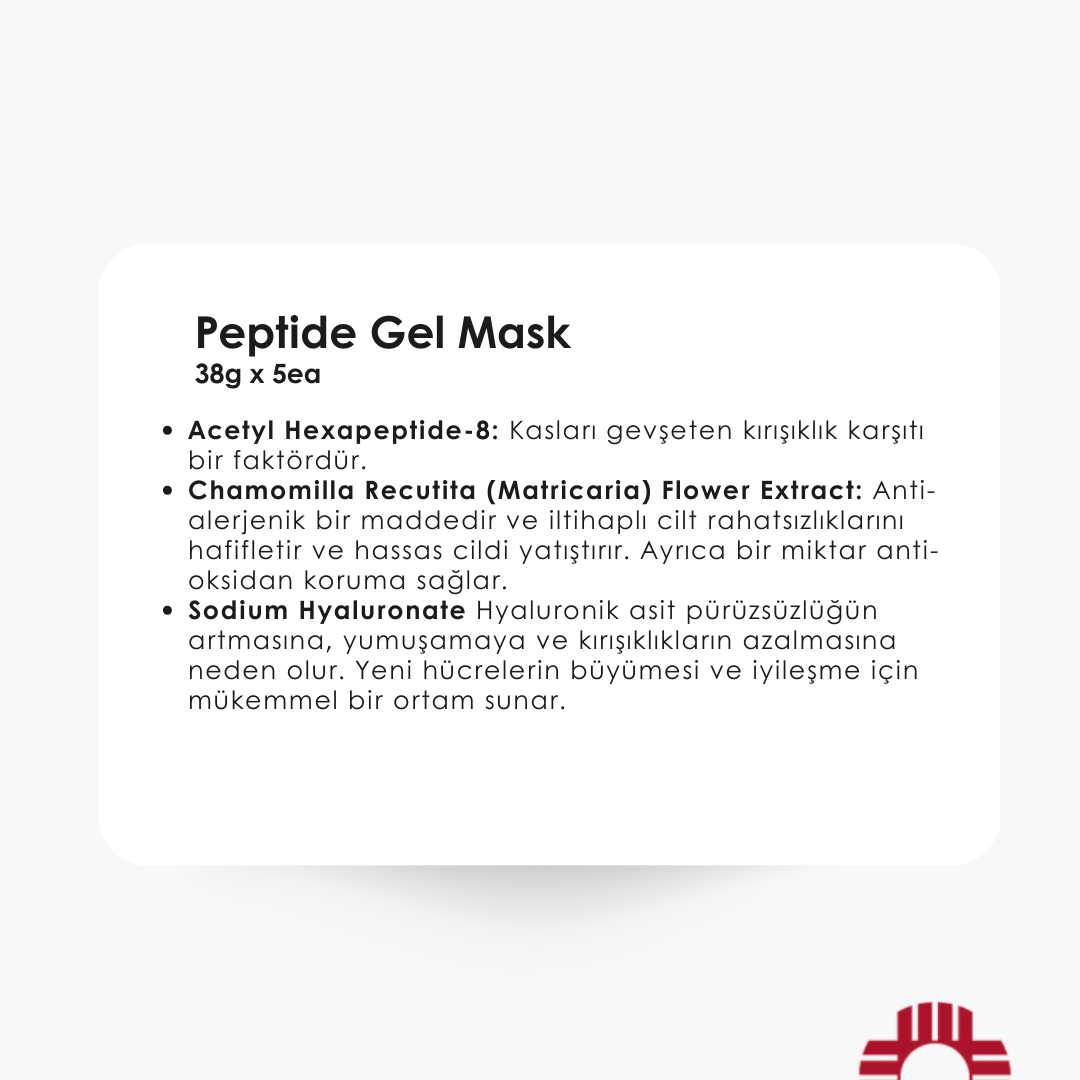 Peptide Gel Mask
38g x 5ea
• Acetyl Hexapeptide-8: Kasları gevşeten kırışıklık karşıtı
bir faktördür.
• Chamomilla Recutita (Matricaria) Flower Extract: Anti-
alerjenik bir maddedir ve iltihaplı cilt rahatsızlıklarını
hafifletir ve hassas cildi yatıştırır. Ayrıca bir miktar anti-
oksidan koruma sağlar.
• Sodium Hyaluronate Hyaluronik asit pürüzsüzlüğün
artmasına, yumuşamaya ve kırışıklıkların azalmasına
neden olur. Yeni hücrelerin büyümesi ve iyileşme için
mükemmel bir ortam sunar.